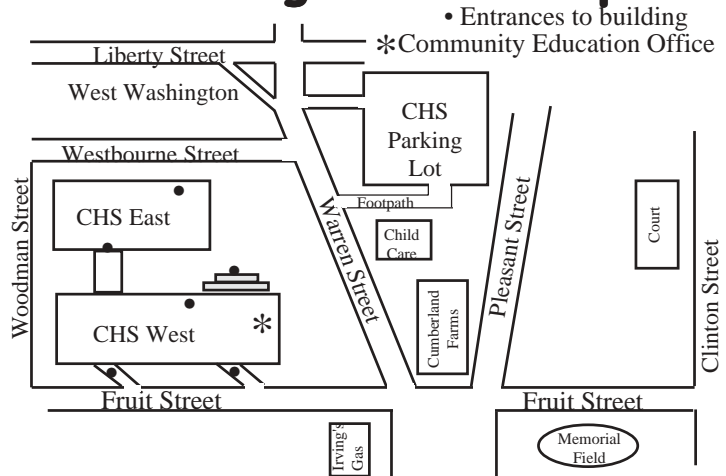 • Entrances to building
*Community Education Office
Liberty Street
West Washington
CHS
Parking
Lot
Westbourne Street
Footpath
Woodman Street
CHS East
Warren Street
Child
Care
Pleasant Street
Court
Clinton Street
CHS West
*
Cumberland
Farms
Fruit Street
Fruit Street
Irving's
Gas
Memorial
Field